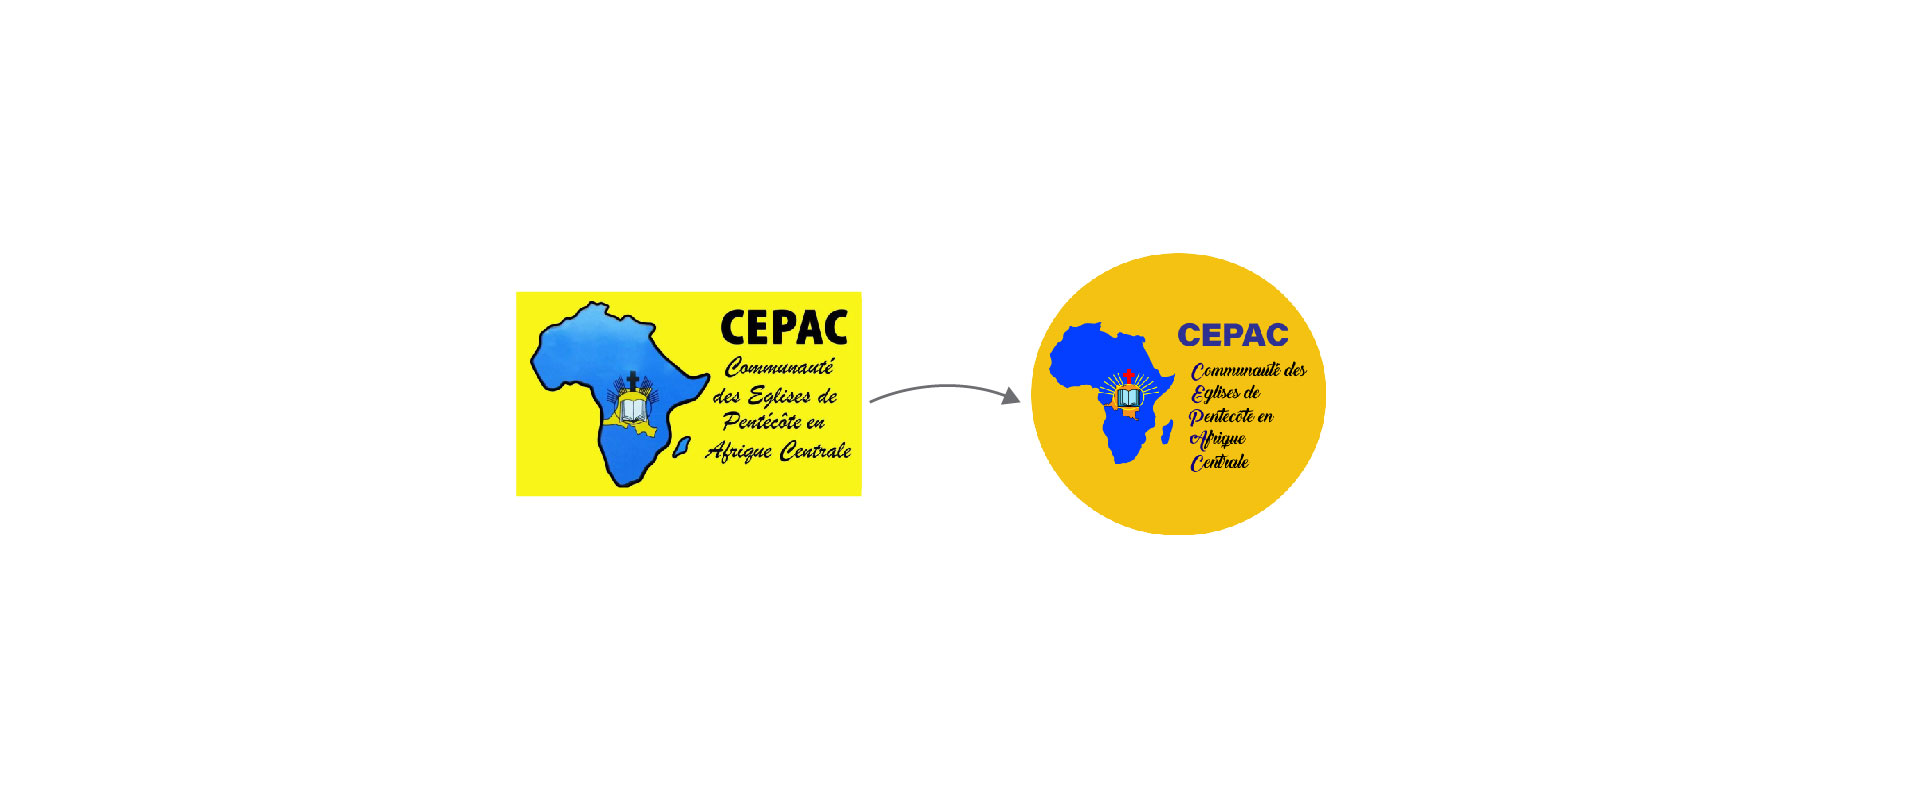 CEPAC
Communauté
des Eglises de
Pentécôte en
Afrique Centrale
CEPAC
Communauté des
Eglises de
Pentecôte en
Afrique
Centrale